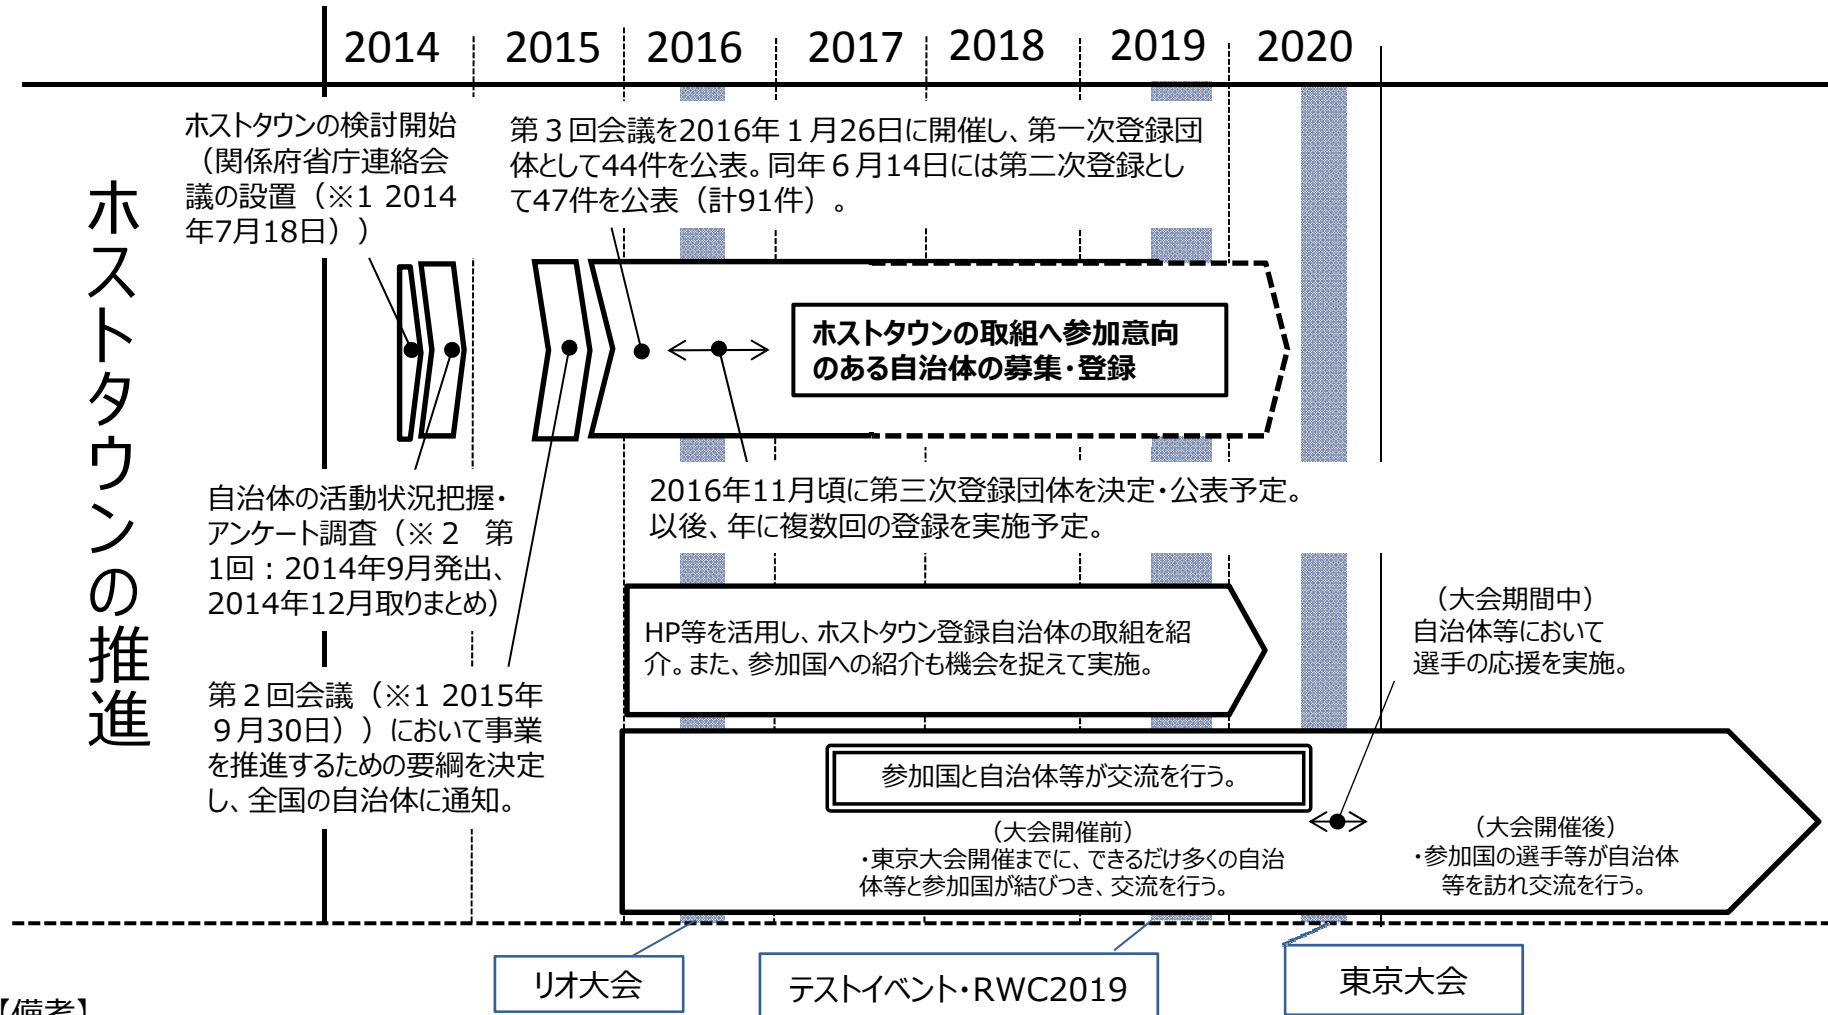 2014 2015 2016 2017 2018 2019 2020
ホストタウンの推進
ホストタウンの検討開始
(関係府省庁連絡会
議の設置(※1 2014
年7月18日))
第3回会議を2016年1月26日に開催し、第一次登録団
体として44件を公表。同年6月14日には第二次登録とし
て47件を公表(計91件)。
ホストタウンの取組へ参加意向
のある自治体の募集・登録
自治体の活動状況把握・
アンケート調査(※2 第
1回:2014年9月発出、
2014年12月取りまとめ)
2016年11月頃に第三次登録団体を決定・公表予定。
以後、年に複数回の登録を実施予定。
第2回会議(※1 2015年
9月30日))において事業
を推進するための要綱を決定
し、全国の自治体に通知。
HP等を活用し、ホストタウン登録自治体の取組を紹
介。また、参加国への紹介も機会を捉えて実施。
(大会期間中)
自治体等において
選手の応援を実施。
参加国と自治体等が交流を行う。
(大会開催前)
・東京大会開催までに、できるだけ多くの自治
体等と参加国が結びつき、交流を行う。
(大会開催後)
・参加国の選手等が自治体
等を訪れ交流を行う。
リオ大会
テストイベント・RWC2019
東京大会
【備考】